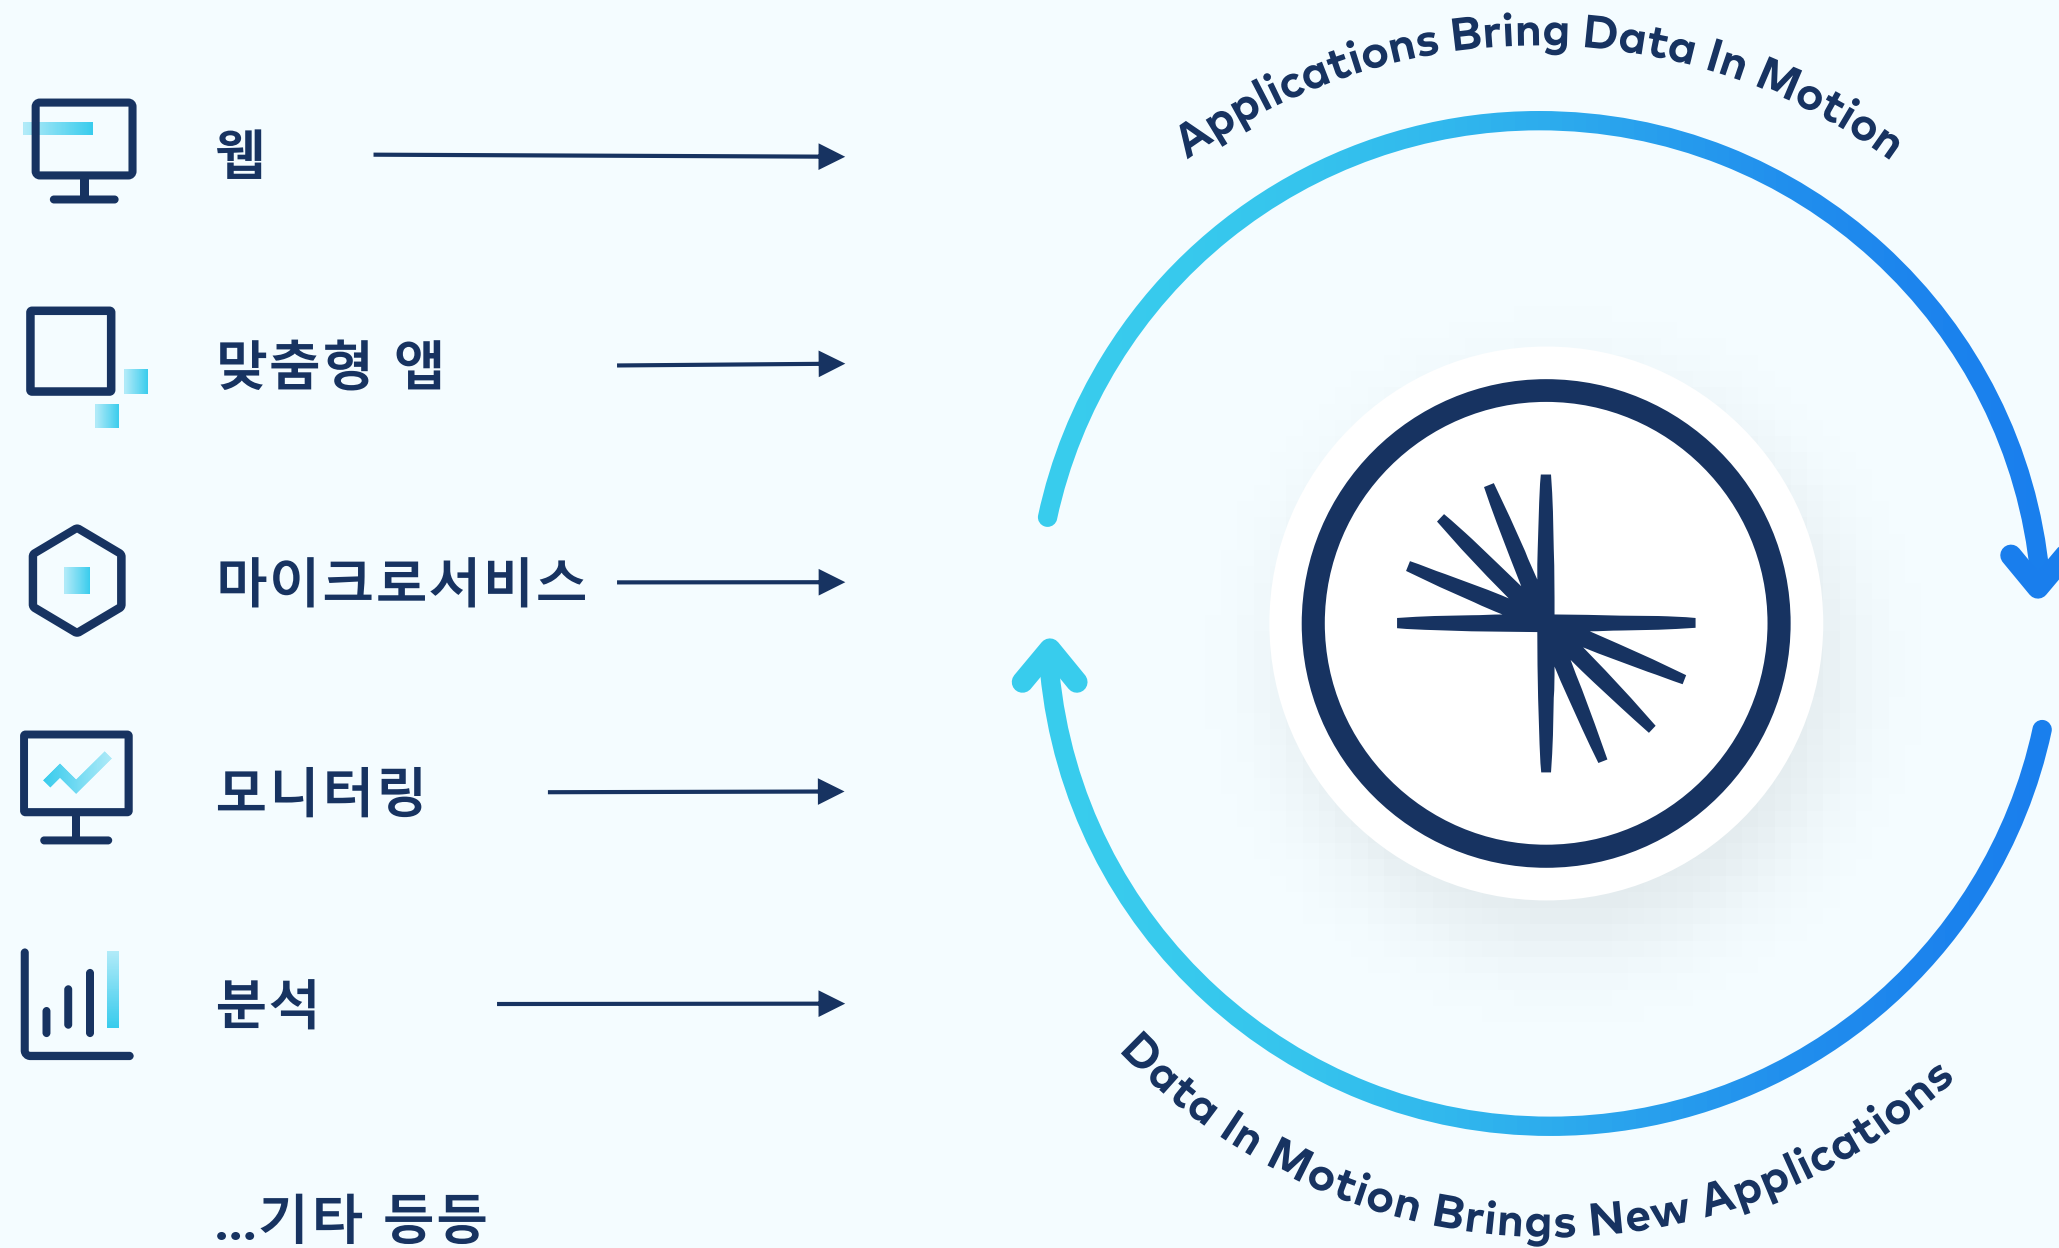 웹
맞춤형 앱
마이크로서비스
모니터링
분석
...기타 등등
Applications Bring Data In Motion
Data In Motion Brings New Applications